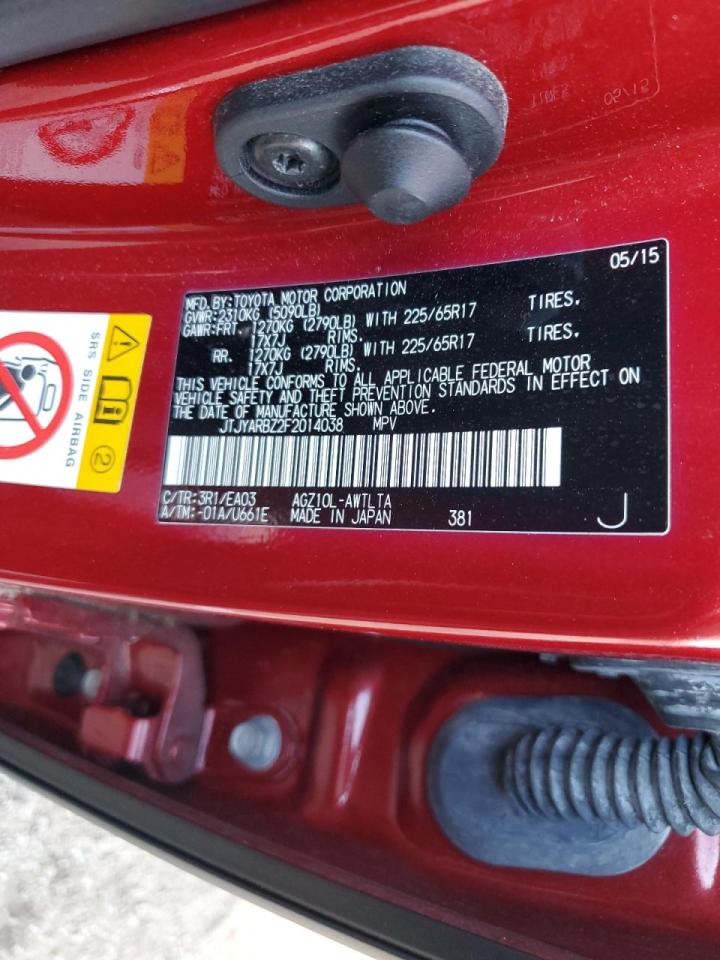 05/15
MFD.BY:TOYOTA MOTOR CORPORATION
GVWR:2310KG (5090LB)
GAWR:FRT 1270KG (2790LB) WITH 225/65R17 TIRES.
17X7J RIMS.
RR. 1270KG (2790LB) WITH 225/65R17 TIRES.
17X7J RIMS.
THIS VEHICLE CONFORMS TO ALL APPLICABLE FEDERAL MOTOR
VEHICLE SAFETY AND THEFT PREVENTION STANDARDS IN EFFECT ON
THE DATE OF MANUFACTURE SHOWN ABOVE.
JTJYARBZ2F2014038 MPV
C/TR:3R1/EA03 AGZ10L-AWTLTA
A/TM:-01A/U661E MADE IN JAPAN 381 J
SRS SIDE AIRBAG
2
TIRES
05/15